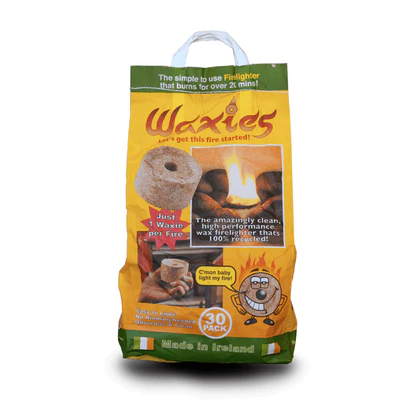 The simple to use Firelighter
that burns for over 20 mins!
Waxies
Let's get this fire started!
Just
1 Waxie
per Fire
The amazingly clean,
high performance
wax firelighter thats
100% recycled!
C'mon baby
light my fire!
30
PACK
Made in Ireland